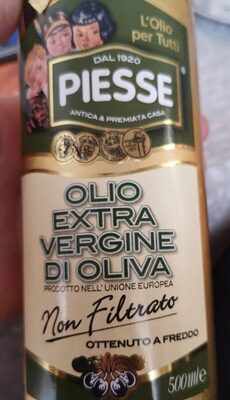 L'Olio
per Tutti
DAL 1920
PIESSE
ANTICA & PREMIATA CASA
OLIO
EXTRA
VERGINE
DI OLIVA
PRODOTTO NELL'UNIONE EUROPEA
Non Filtrato
OTTENUTO A FREDDO
500ml e